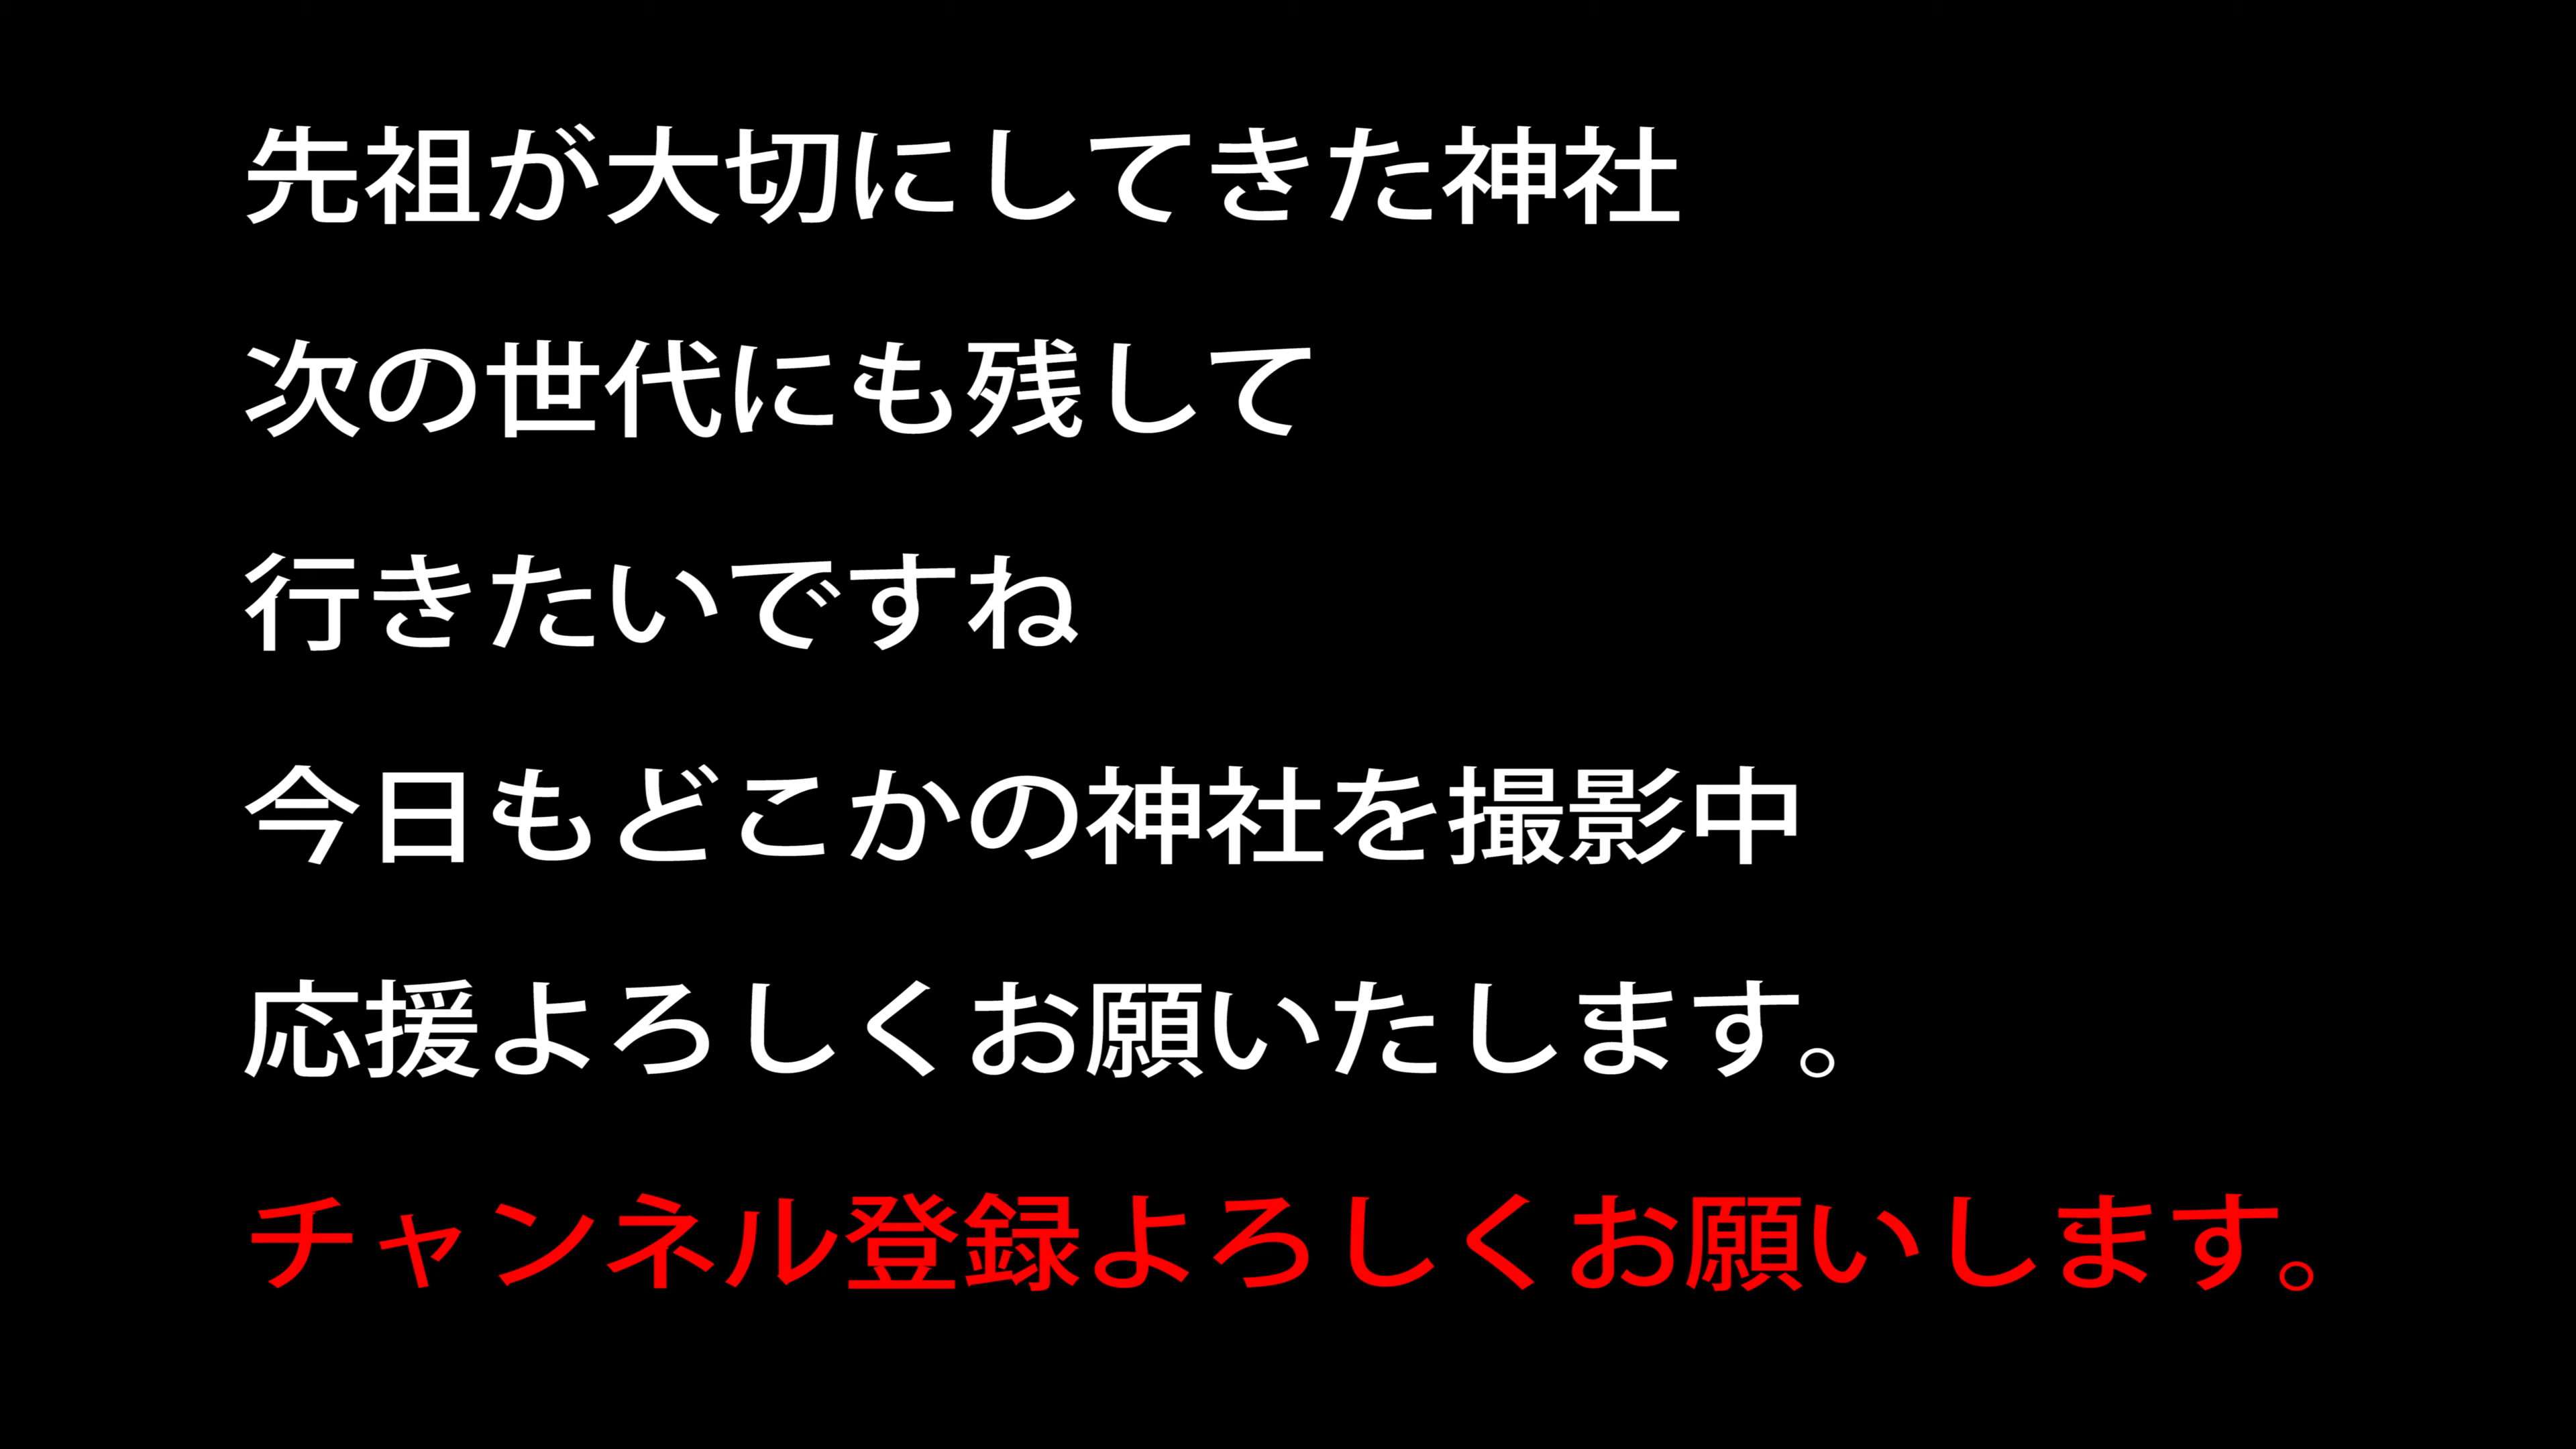 先祖が大切にしてきた神社
次の世代にも残して
行きたいですね
今日もどこかの神社を撮影中
応援よろしくお願いたします。
チャンネル登録よろしくお願いします。